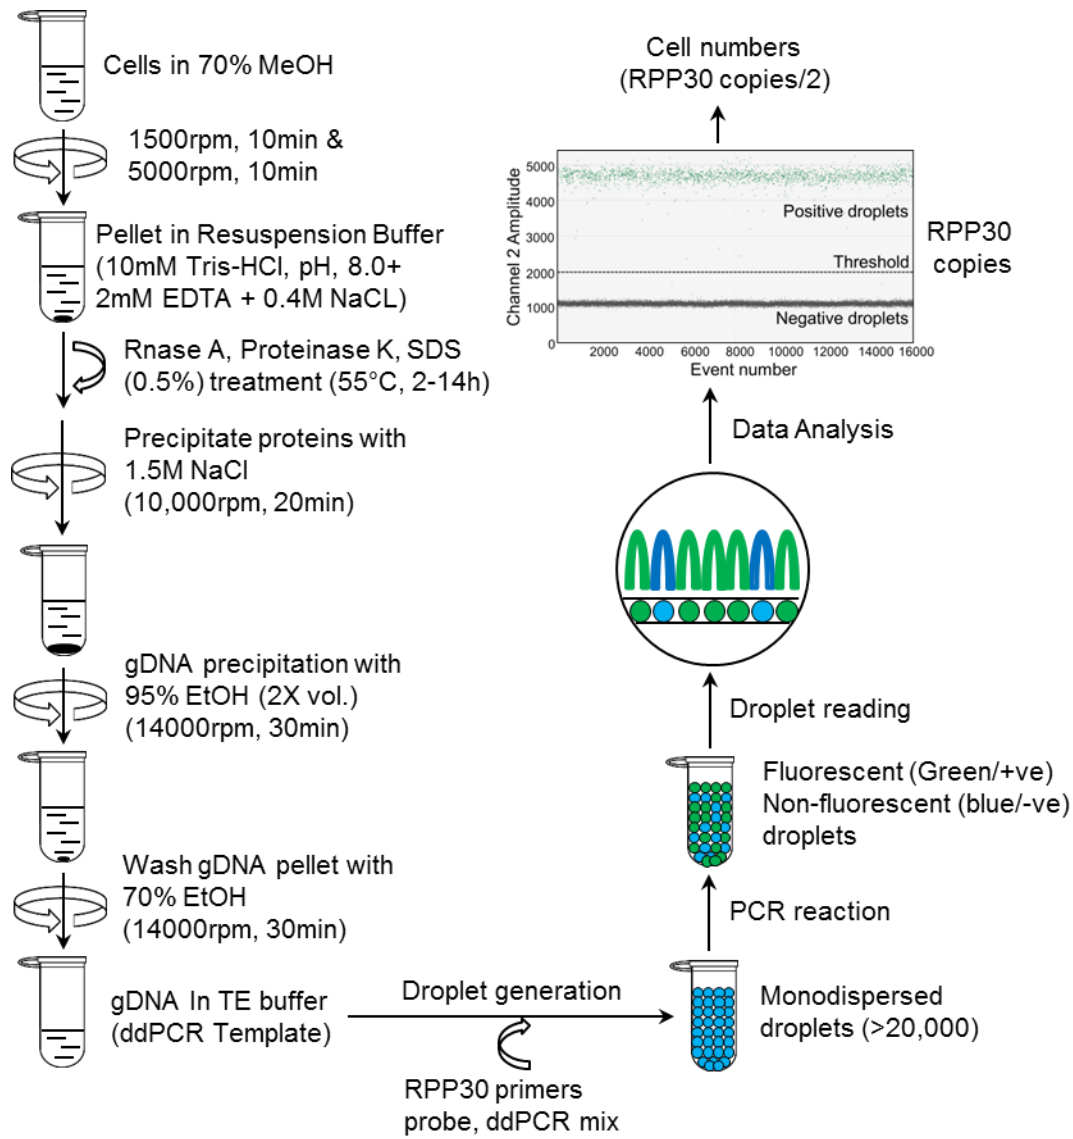 Cells in 70% MeOH
1500rpm, 10min &
5000rpm, 10min
Pellet in Resuspension Buffer
(10mM Tris-HCl, pH, 8.0+
2mM EDTA + 0.4M NaCL)
Rnase A, Proteinase K, SDS
(0.5%) treatment (55°C, 2-14h)
Precipitate proteins with
1.5M NaCl
(10,000rpm, 20min)
gDNA precipitation with
95% EtOH (2X vol.)
(14000rpm, 30min)
Wash gDNA pellet with
70% EtOH
(14000rpm, 30min)
gDNA In TE buffer
(ddPCR Template)
Droplet generation
RPP30 primers
probe, ddPCR mix
Monodispersed
droplets (>20,000)
PCR reaction
Fluorescent (Green/+ve)
Non-fluorescent (blue/-ve)
droplets
Droplet reading
Data Analysis
Cell numbers
(RPP30 copies/2)
Channel 2 Amplitude
5000
4000
3000
2000
1000
0
Positive droplets
Threshold
Negative droplets
2000 4000 6000 8000 10000 12000 14000 16000
Event number
RPP30
copies